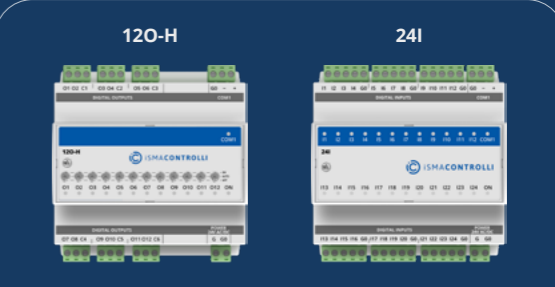 12O-H
24I
O1 O2 C1 O3 O4 C2 O5 O6 C3 G0 − +
DIGITAL OUTPUTS COM1
COM1
12O-H
iSMACONTROLLI
O1 O2 O3 O4 O5 O6 O7 O8 O9 O10 O11 O12 ON
DIGITAL OUTPUTS POWER
O7 O8 C4 O9 O10 C5 O11 O12 C6 G G0
I1 I2 I3 I4 G0 I5 I6 I7 I8 G0 I9 I10 I11 I12 G0 G0 − +
DIGITAL INPUTS COM1
I1 I2 I3 I4 I5 I6 I7 I8 I9 I10 I11 I12 COM1
24I
iSMACONTROLLI
I13 I14 I15 I16 I17 I18 I19 I20 I21 I22 I23 I24 ON
DIGITAL INPUTS POWER
I13 I14 I15 I16 G0 I17 I18 I19 I20 G0 I21 I22 I23 I24 G0 G G0